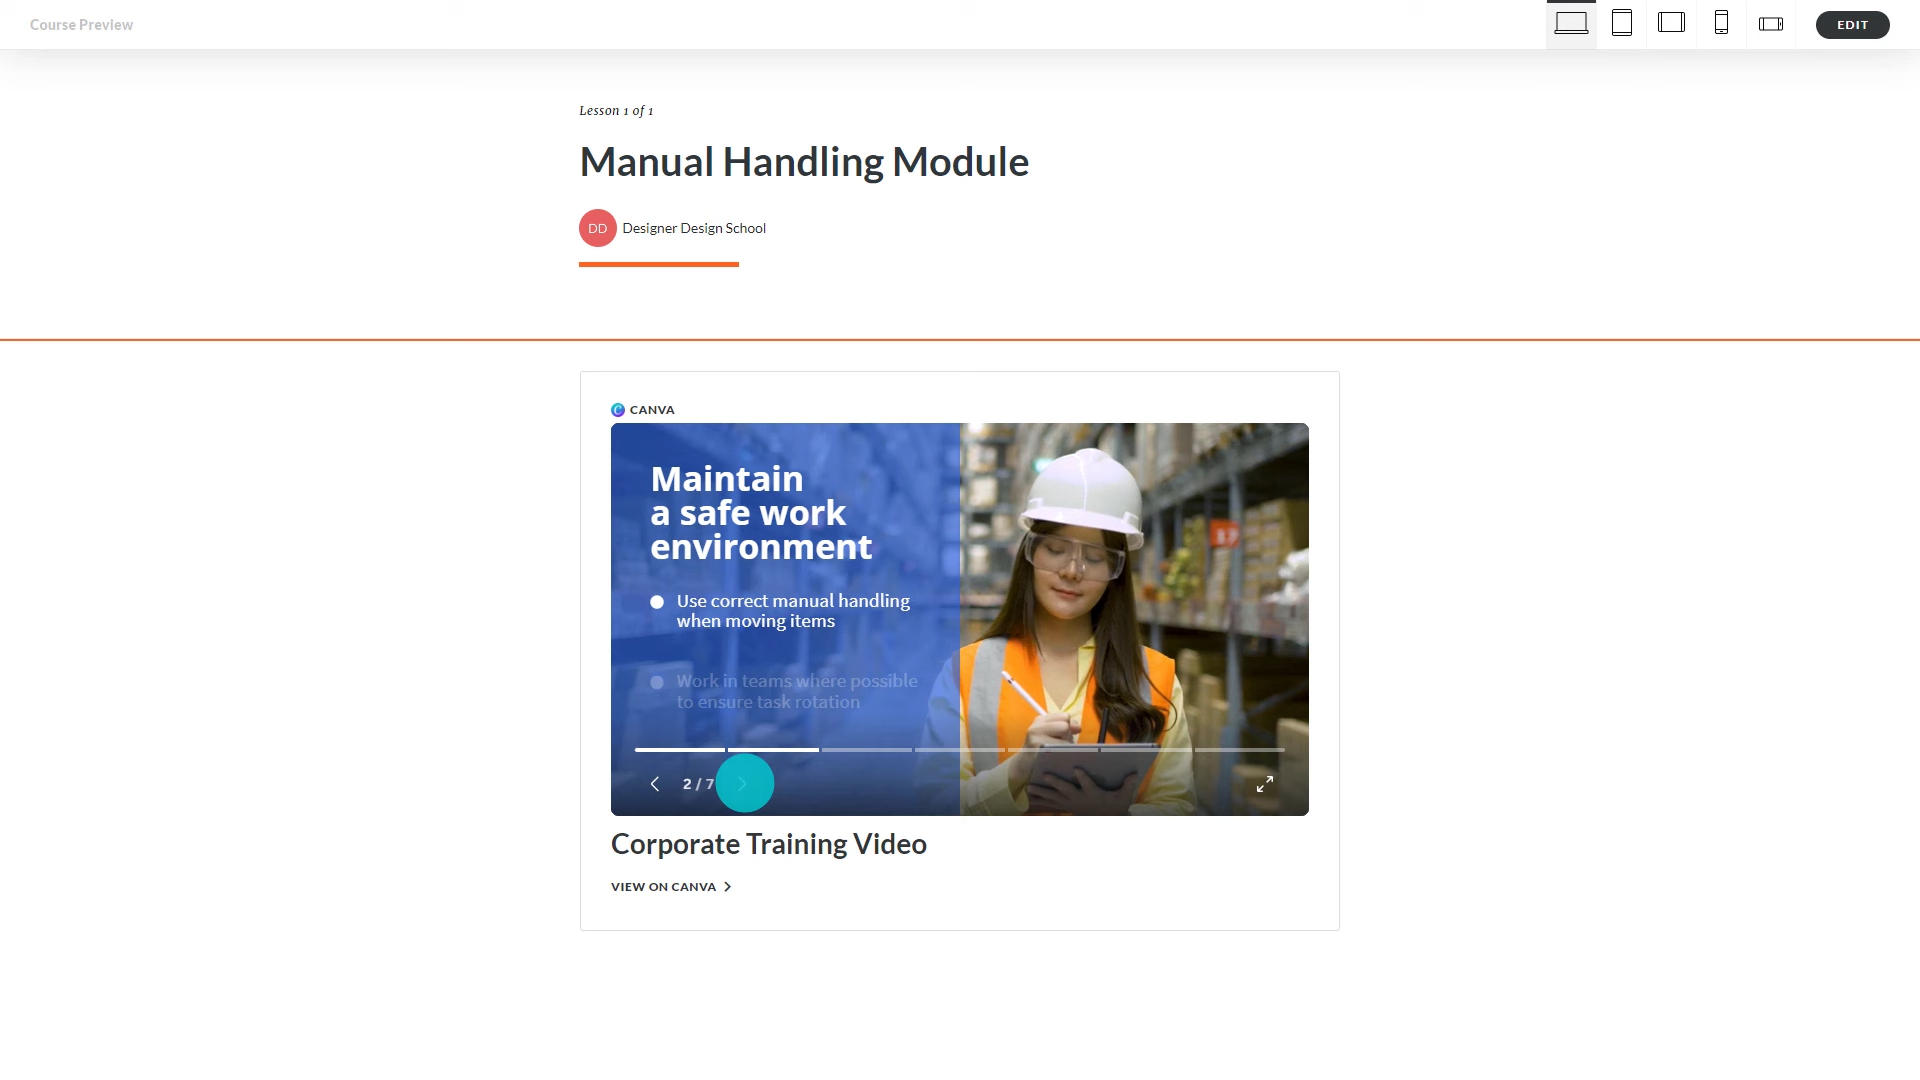 Course Preview
EDIT
Lesson 1 of 1
Manual Handling Module
DD Designer Design School
CANVA
Maintain
a safe work
environment
Use correct manual handling
when moving items
Work in teams where possible
to ensure task rotation
17
2 / 7
Corporate Training Video
VIEW ON CANVA